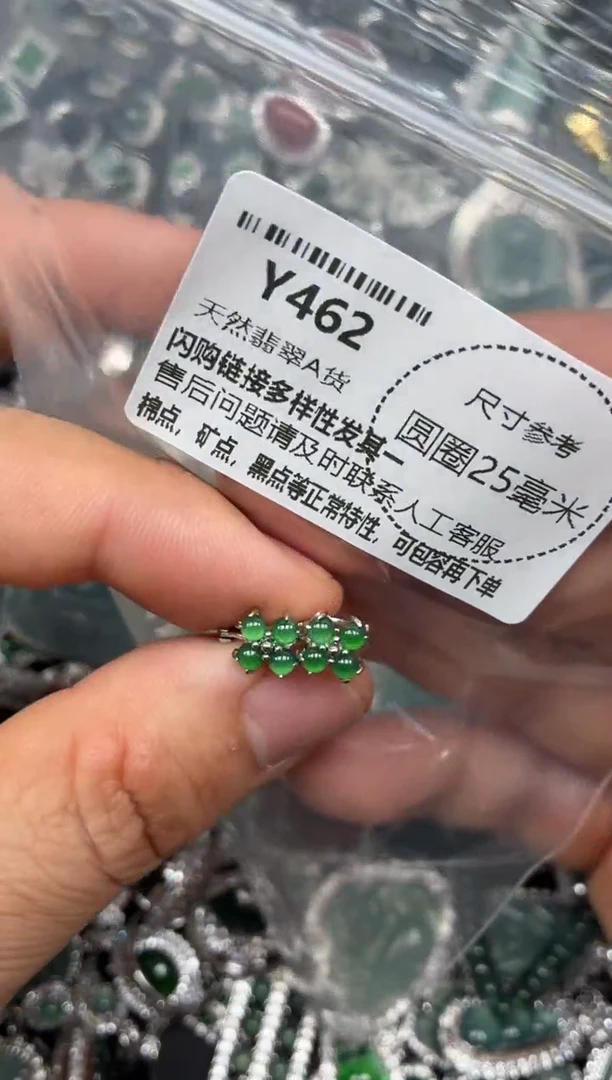 Y462
天然翡翠A货
闪购链接多样性发其一
售后问题请及时联系人工客服
棉点，矿点，黑点等正常特性，可包容再下单
尺寸参考
圆圈25毫米